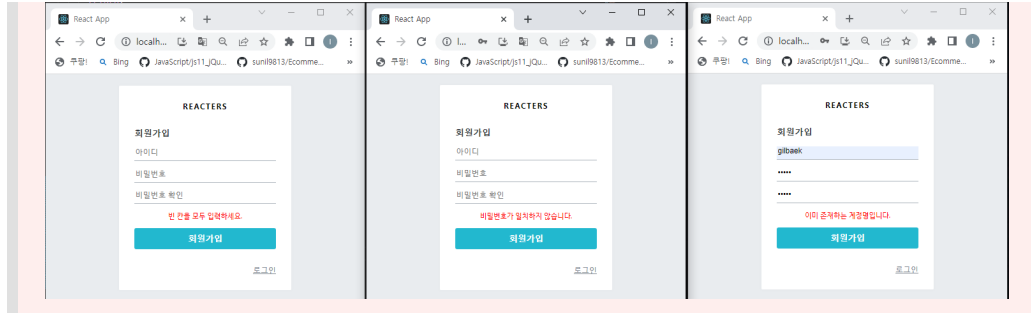 React App
localh...
쿠팡!
Bing
JavaScript/js11_jQu...
sunil9813/Ecomme...
»
REACTERS
회원가입
아이디
비밀번호
비밀번호 확인
빈 칸을 모두 입력하세요.
회원가입
로그인
React App
l...
쿠팡!
Bing
JavaScript/js11_jQu...
sunil9813/Ecomme...
»
REACTERS
회원가입
아이디
비밀번호
비밀번호 확인
비밀번호가 일치하지 않습니다.
회원가입
로그인
React App
localh...
쿠팡!
Bing
JavaScript/js11_jQu...
sunil9813/Ecomme...
»
REACTERS
회원가입
gilbaek
•••••
•••••
이미 존재하는 계정명입니다.
회원가입
로그인